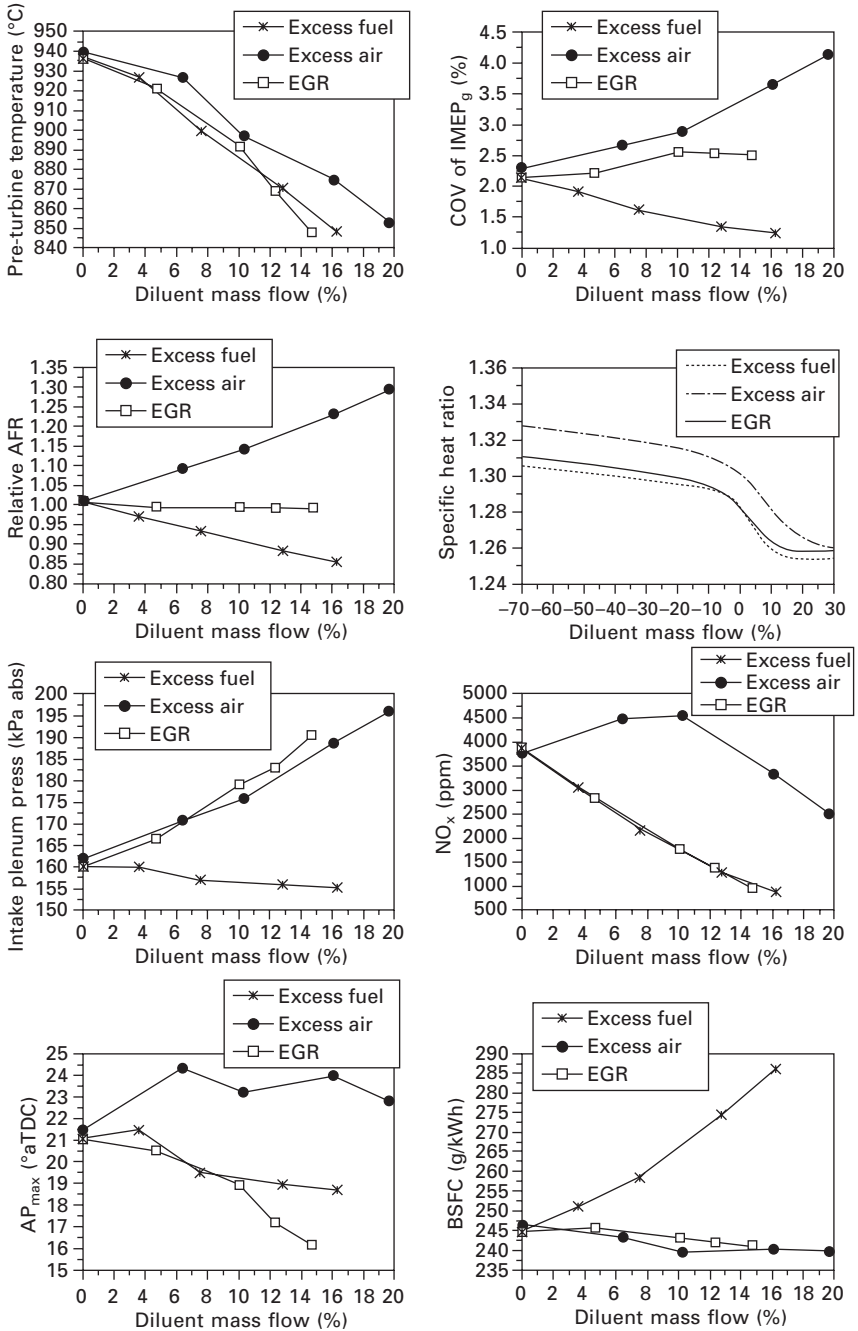 Pre-turbine temperature (°C)
950
940
930
920
910
900
890
880
870
860
850
840
0 2 4 6 8 10 12 14 16 18 20
Diluent mass flow (%)
Excess fuel
Excess air
EGR
COV of IMEPg (%)
4.5
4.0
3.5
3.0
2.5
2.0
1.5
1.0
0 2 4 6 8 10 12 14 16 18 20
Diluent mass flow (%)
Excess fuel
Excess air
EGR
Relative AFR
1.35
1.30
1.25
1.20
1.15
1.10
1.05
1.00
0.95
0.90
0.85
0.80
0 2 4 6 8 10 12 14 16 18 20
Diluent mass flow (%)
Excess fuel
Excess air
EGR
Specific heat ratio
1.36
1.34
1.32
1.30
1.28
1.26
1.24
−70 −60 −50 −40 −30 −20 −10 0 10 20 30
Diluent mass flow (%)
Excess fuel
Excess air
EGR
Intake plenum press (kPa abs)
200
195
190
185
180
175
170
165
160
155
150
0 2 4 6 8 10 12 14 16 18 20
Diluent mass flow (%)
Excess fuel
Excess air
EGR
NOx (ppm)
5000
4500
4000
3500
3000
2500
2000
1500
1000
500
0 2 4 6 8 10 12 14 16 18 20
Diluent mass flow (%)
Excess fuel
Excess air
EGR
APmax (°aTDC)
25
24
23
22
21
20
19
18
17
16
15
0 2 4 6 8 10 12 14 16 18 20
Diluent mass flow (%)
Excess fuel
Excess air
EGR
BSFC (g/kWh)
290
285
280
275
270
265
260
255
250
245
240
235
0 2 4 6 8 10 12 14 16 18 20
Diluent mass flow (%)
Excess fuel
Excess air
EGR